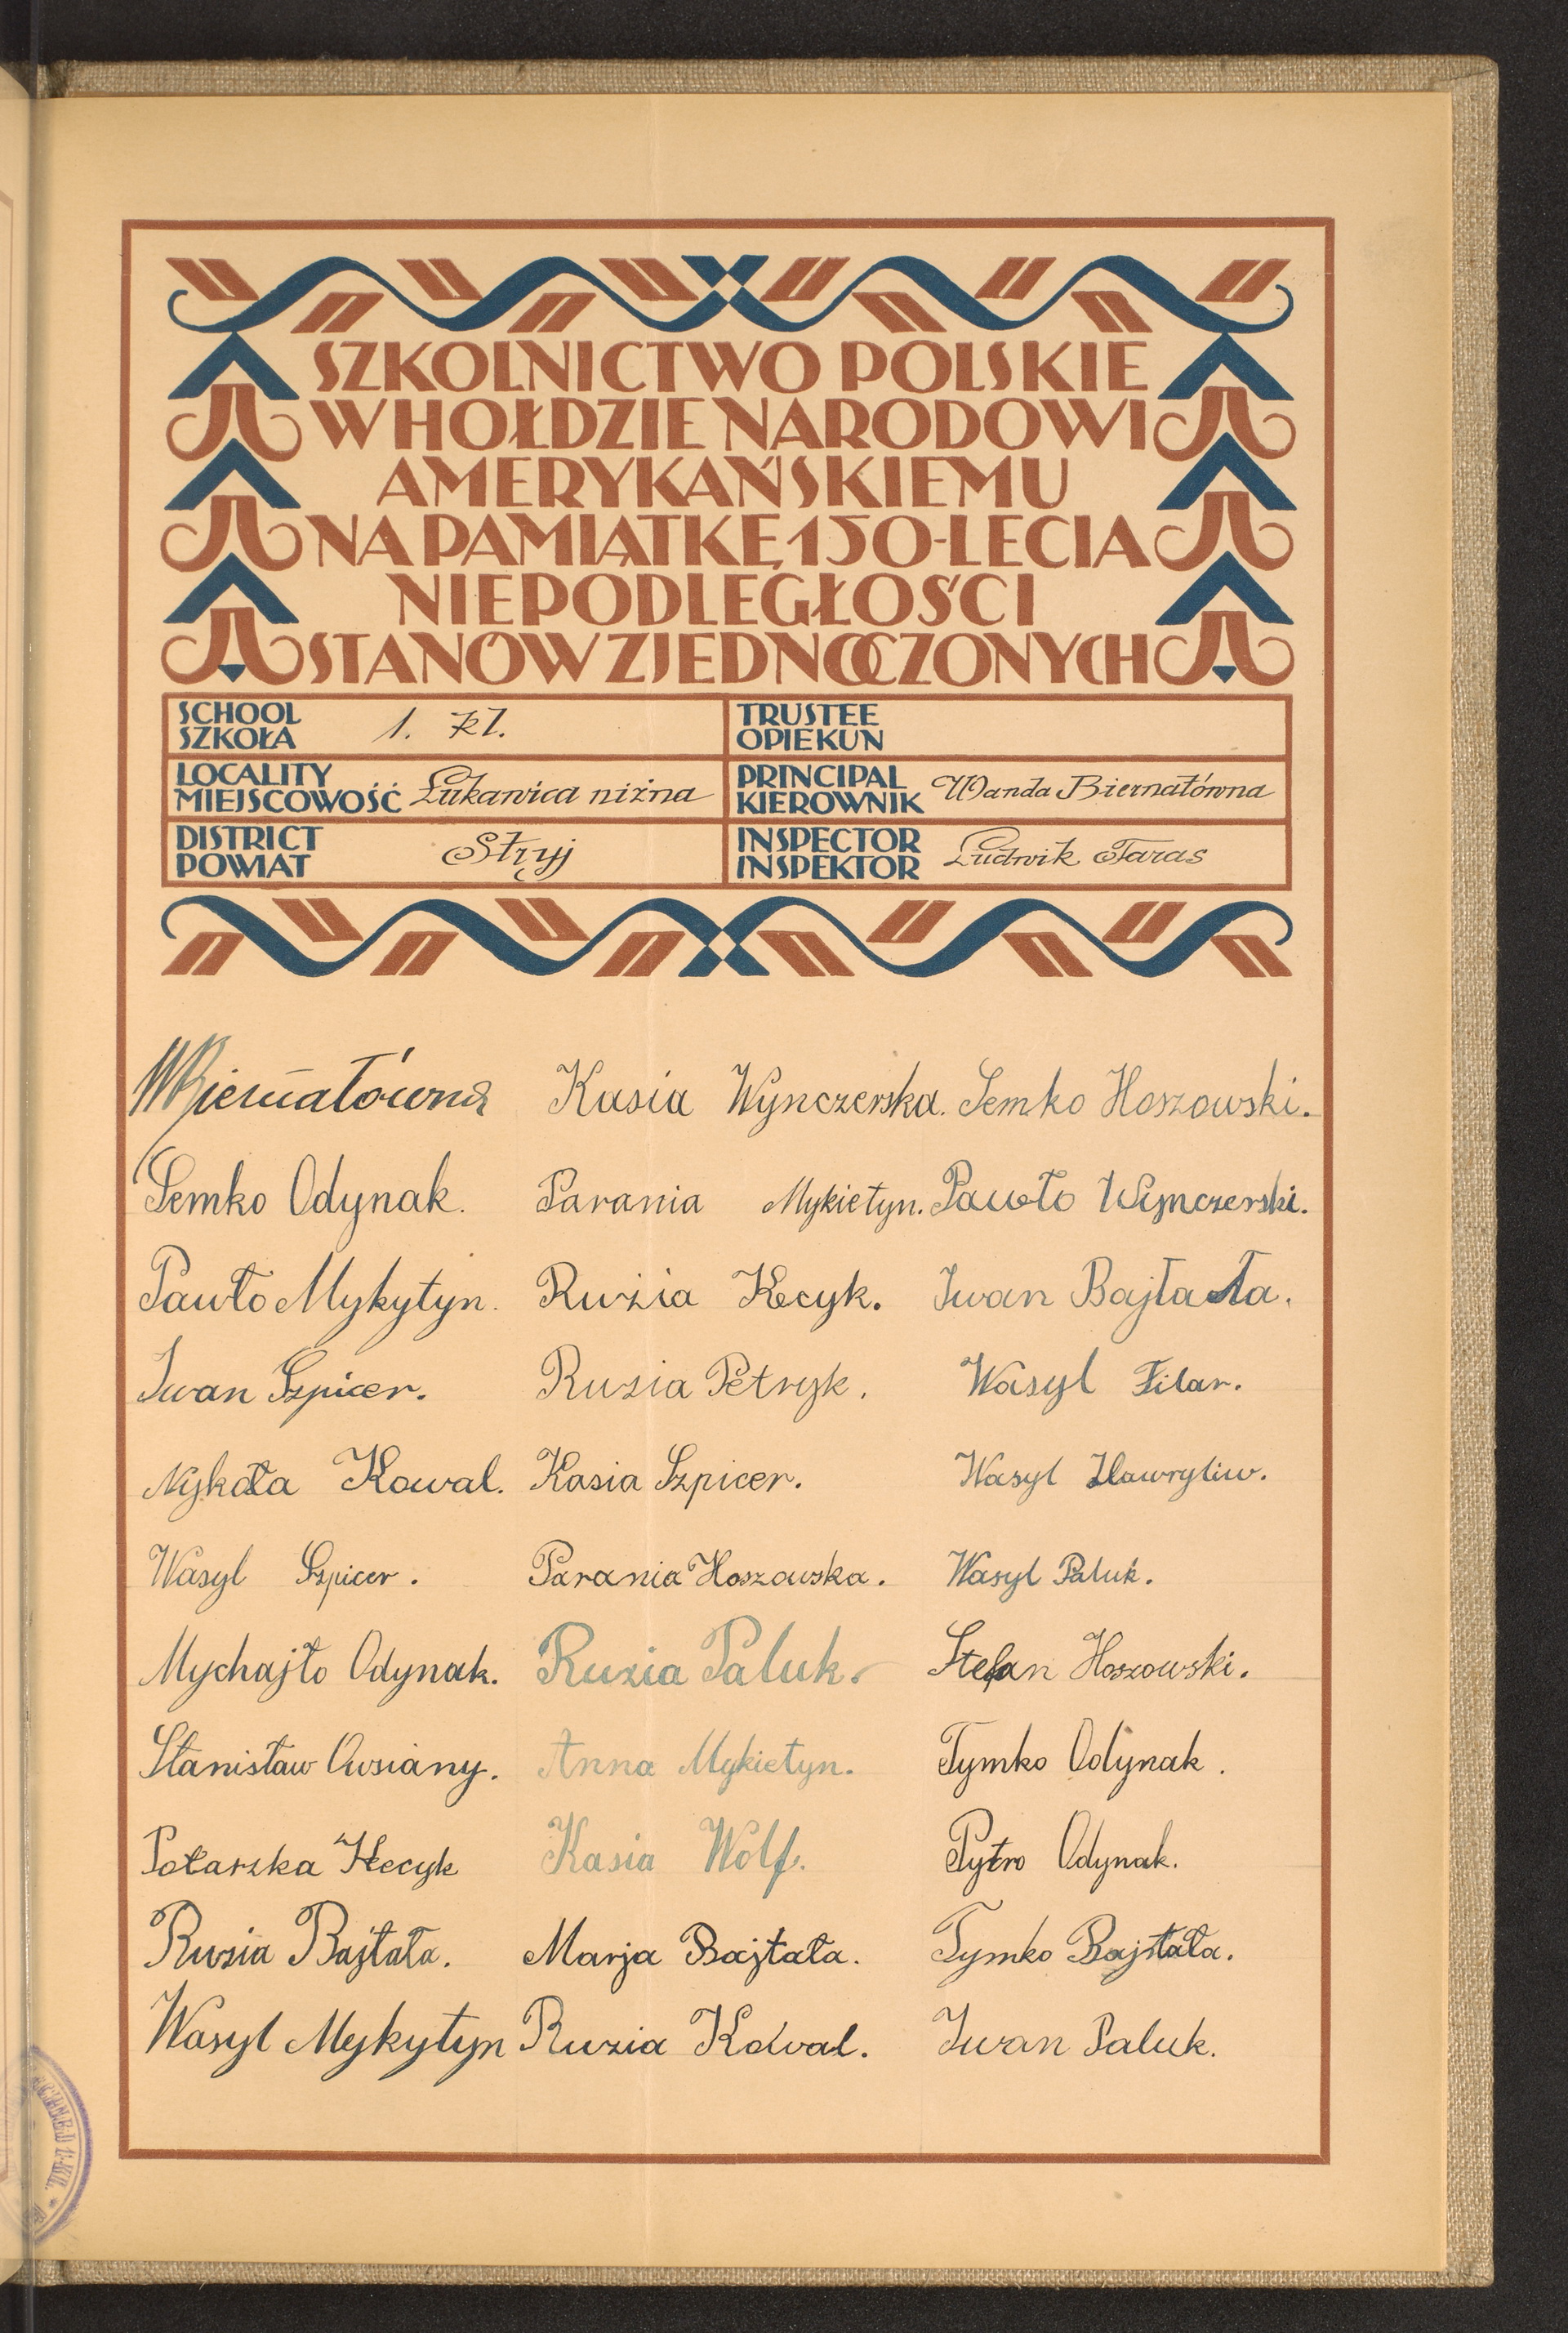 SZKOLNICTWO POLSKIE
W HOŁDZIE NARODOWI
AMERYKAŃSKIEMU
NA PAMIĄTKĘ 150-LECIA
NIEPODLEGŁOŚCI
STANÓW ZJEDNOCZONYCH
SCHOOL
SZKOŁA
1. kl.
TRUSTEE
OPIEKUN
LOCALITY
MIEJSCOWOŚĆ
Łukawica niżna
PRINCIPAL
KIEROWNIK
Wanda Biernatówna
DISTRICT
POWIAT
Stryj
INSPECTOR
INSPEKTOR
Ludwik Taras
WBiernatówna Kasia Wynczerska. Semko Hoszowski.
Semko Odynak. Parania Mykietyn. Pawło Wynczerski.
Pawło Mykytyn. Ruzia Kecyk. Iwan Bajtała.
Iwan Szpicer. Ruzia Petryk. Wasyl Filar.
Nykoła Kowal. Kasia Szpicer. Wasyl Hawryliw.
Wasyl Szpicer. Parania Hoszowska. Wasyl Paluk.
Mychajło Odynak. Ruzia Paluk. Stefan Hoszowski.
Stanisław Owsiany. Anna Mykietyn. Tymko Odynak.
Hecyk Kasia Wolf. Pytro Odynak.
Ruzia Bajtała. Marja Bajtała. Tymko Bajtała.
Wasyl Mykytyn Ruzia Kowal. Iwan Paluk.